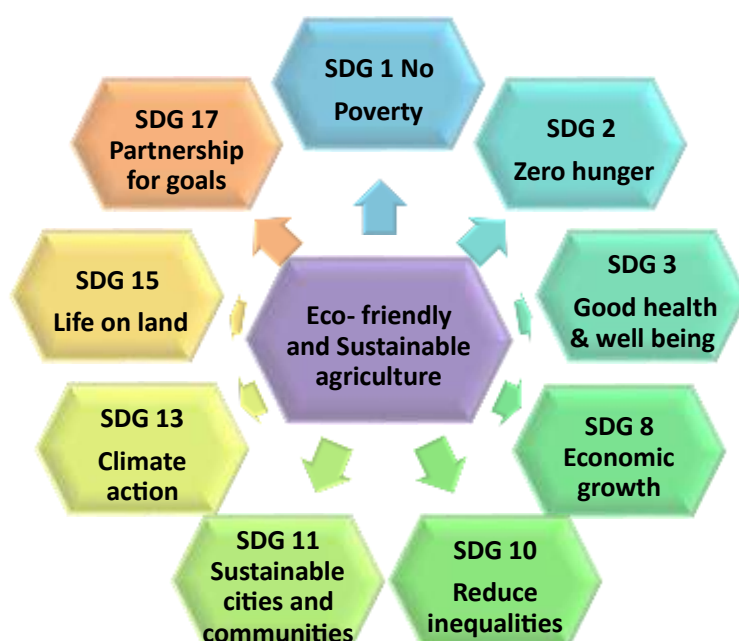 SDG 1 No
Poverty
SDG 2
Zero hunger
SDG 3
Good health
& well being
SDG 8
Economic
growth
SDG 10
Reduce
inequalities
SDG 11
Sustainable
cities and
communities
SDG 13
Climate
action
SDG 15
Life on land
SDG 17
Partnership
for goals
Eco- friendly
and Sustainable
agriculture